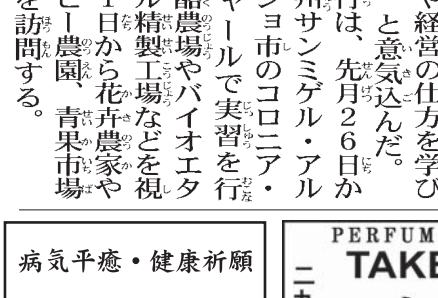 や経営の仕方を学び
と意気込んだ。
行は、先月26日か
州サンミゲル・アル
ショ市のコロニア・
ャールで実習を行
酪農場やバイオエタ
ル精製工場などを視
1日から花卉農家や
ヒー農園、青果市場
を訪問する。
病気平癒・健康祈願
PERFUM
TAKE
二